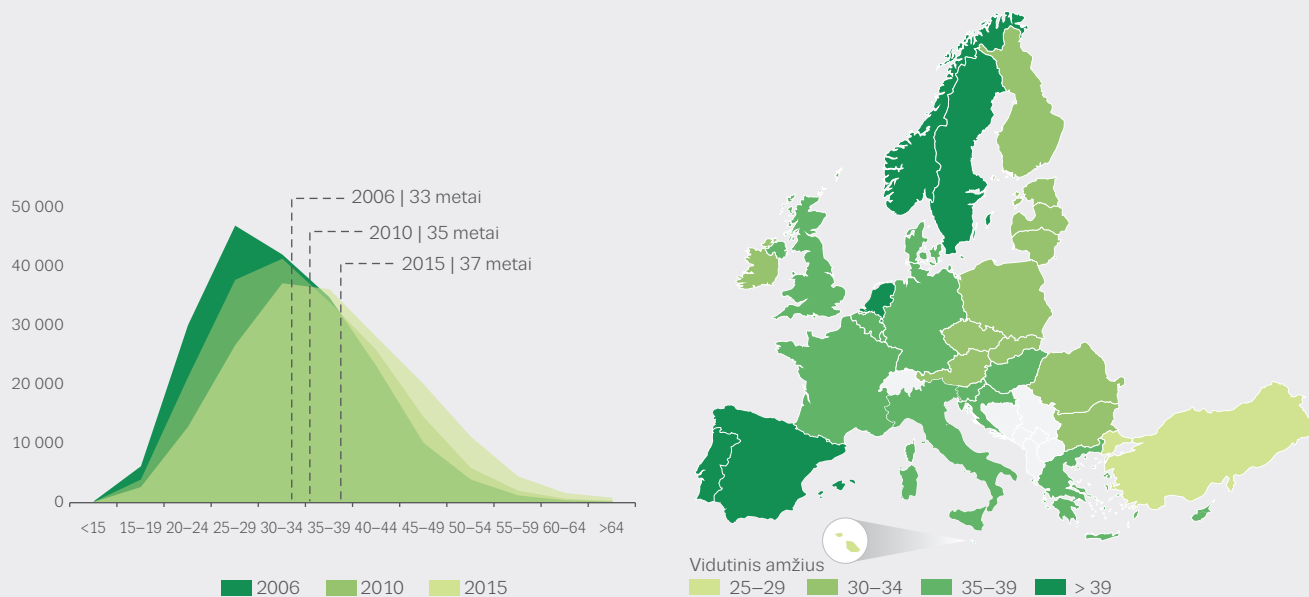 2006 | 33 metai
2010 | 35 metai
2015 | 37 metai
50 000
40 000
30 000
20 000
10 000
0
<15 15–19 20–24 25–29 30–34 35–39 40–44 45–49 50–54 55–59 60–64 >64
2006 2010 2015
Vidutinis amžius
25–29 30–34 35–39 > 39